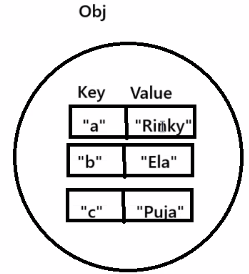 Obj
Key Value
"a" "Rinky"
"b" "Ela"
"c" "Puja"